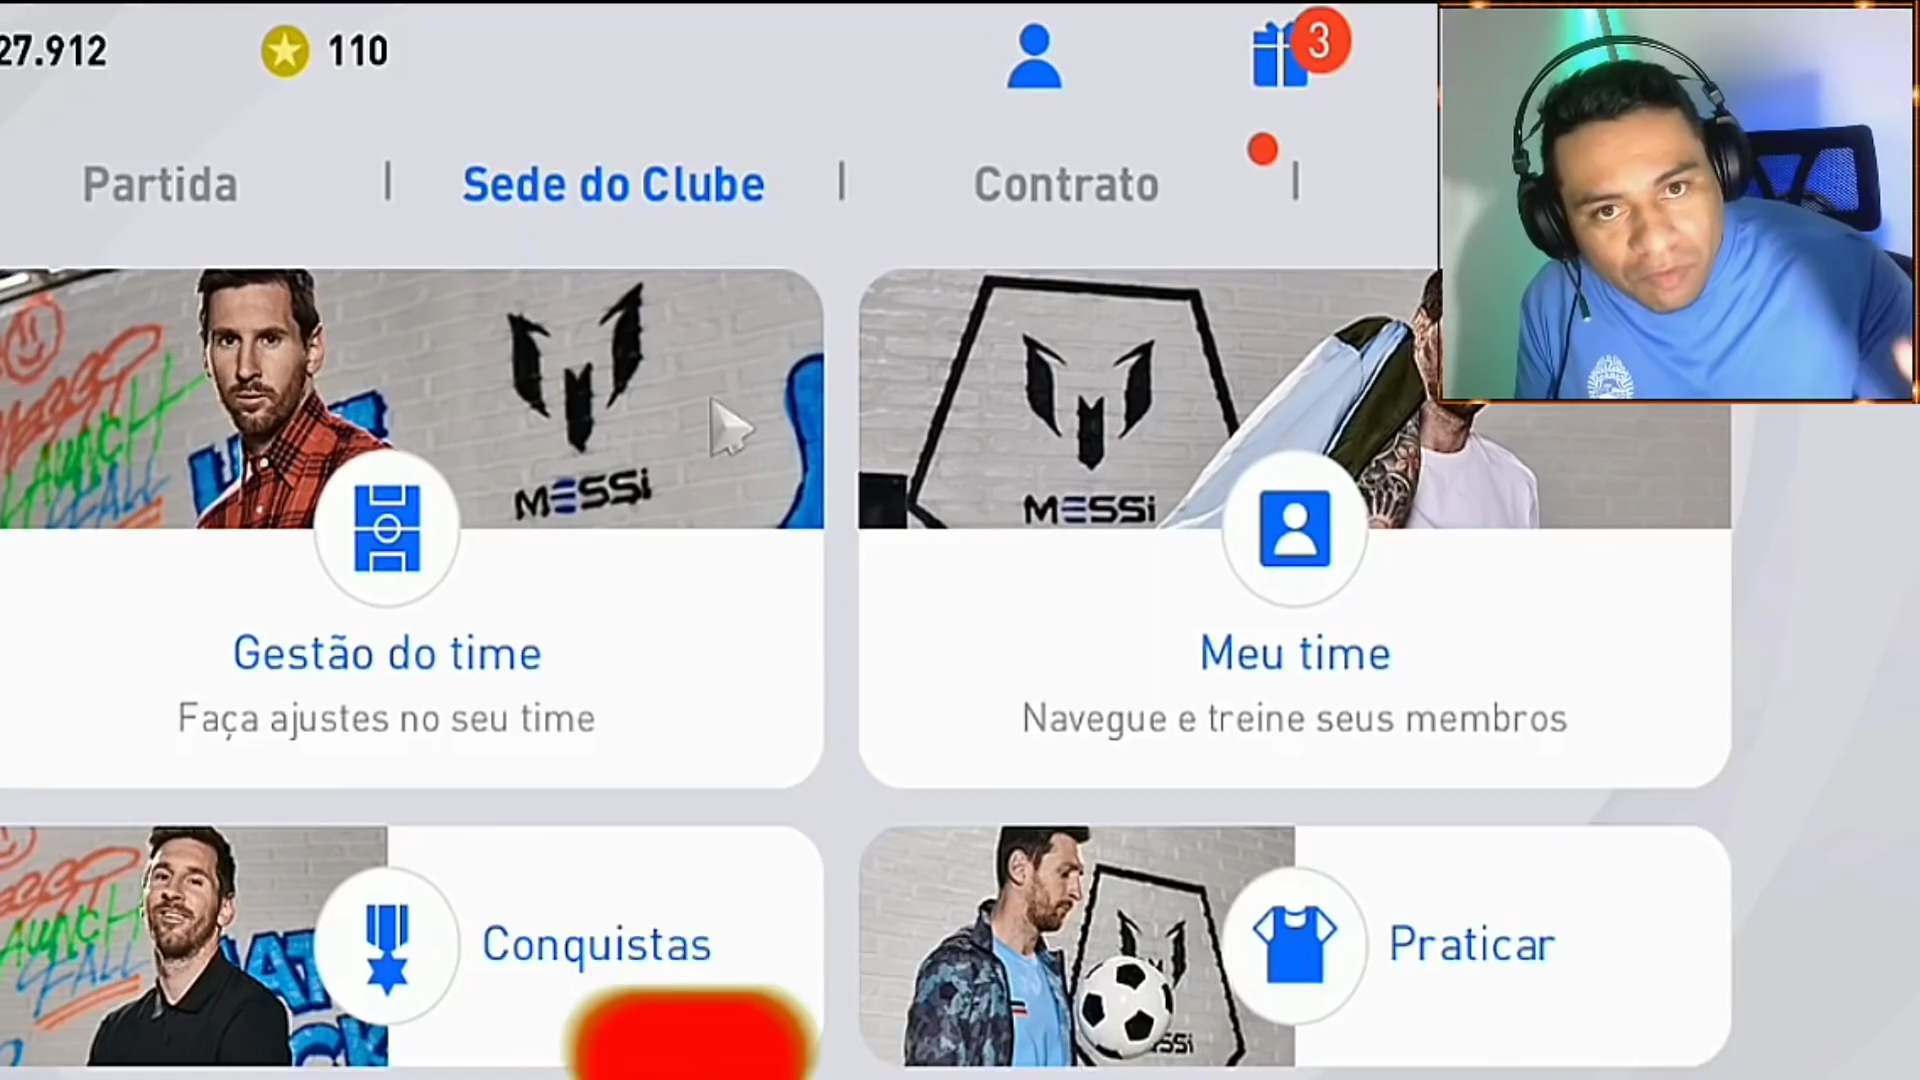 27.912
110
3
Partida
Sede do Clube
Contrato
MESSi
MESSi
Gestão do time
Meu time
Faça ajustes no seu time
Navegue e treine seus membros
LAUNCH
Conquistas
Praticar